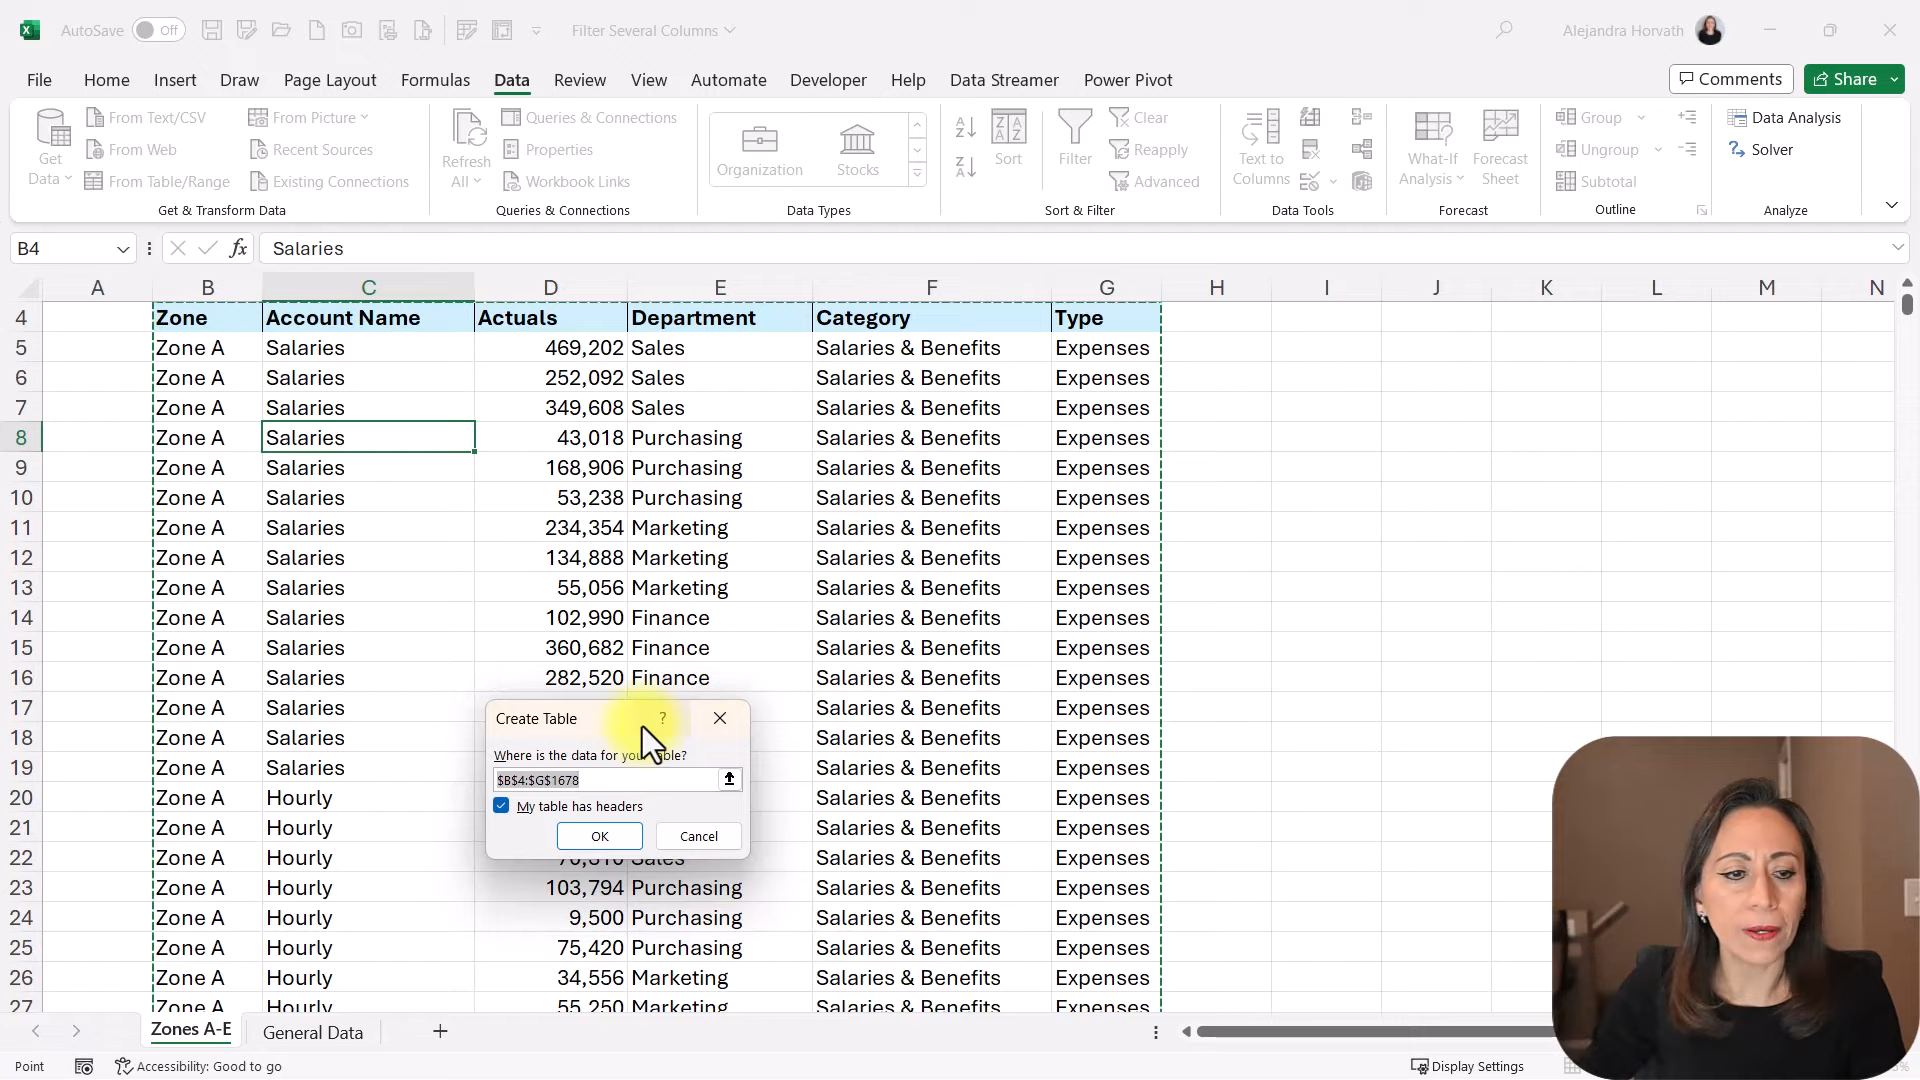 AutoSave Off Filter Several Columns Alejandra Horvath
File Home Insert Draw Page Layout Formulas Data Review View Automate Developer Help Data Streamer Power Pivot Comments Share
Get Data
From Text/CSV
From Web
From Table/Range
From Picture
Recent Sources
Existing Connections
Get & Transform Data
Refresh All
Queries & Connections
Properties
Workbook Links
Queries & Connections
Organization Stocks
Data Types
Sort Filter
Clear
Reapply
Advanced
Sort & Filter
Text to Columns
Data Tools
What-If Analysis
Forecast Sheet
Forecast
Group
Ungroup
Subtotal
Outline
Data Analysis
Solver
Analyze
B4 fx Salaries
A B C D E F G H I J K L M N
4 Zone Account Name Actuals Department Category Type
5 Zone A Salaries 469,202 Sales Salaries & Benefits Expenses
6 Zone A Salaries 252,092 Sales Salaries & Benefits Expenses
7 Zone A Salaries 349,608 Sales Salaries & Benefits Expenses
8 Zone A Salaries 43,018 Purchasing Salaries & Benefits Expenses
9 Zone A Salaries 168,906 Purchasing Salaries & Benefits Expenses
10 Zone A Salaries 53,238 Purchasing Salaries & Benefits Expenses
11 Zone A Salaries 234,354 Marketing Salaries & Benefits Expenses
12 Zone A Salaries 134,888 Marketing Salaries & Benefits Expenses
13 Zone A Salaries 55,056 Marketing Salaries & Benefits Expenses
14 Zone A Salaries 102,990 Finance Salaries & Benefits Expenses
15 Zone A Salaries 360,682 Finance Salaries & Benefits Expenses
16 Zone A Salaries 282,520 Finance Salaries & Benefits Expenses
17 Zone A Salaries Salaries & Benefits Expenses
18 Zone A Salaries Salaries & Benefits Expenses
19 Zone A Salaries Salaries & Benefits Expenses
20 Zone A Hourly Salaries & Benefits Expenses
21 Zone A Hourly Salaries & Benefits Expenses
22 Zone A Hourly Sales Salaries & Benefits Expenses
23 Zone A Hourly 103,794 Purchasing Salaries & Benefits Expenses
24 Zone A Hourly 9,500 Purchasing Salaries & Benefits Expenses
25 Zone A Hourly 75,420 Purchasing Salaries & Benefits Expenses
26 Zone A Hourly 34,556 Marketing Salaries & Benefits Expenses
27 Zone A Hourly 55,250 Marketing Salaries & Benefits Expenses
Create Table ?
Where is the data for your table?
$B$4:$G$1678
My table has headers
OK Cancel
Zones A-E General Data
Point Accessibility: Good to go Display Settings